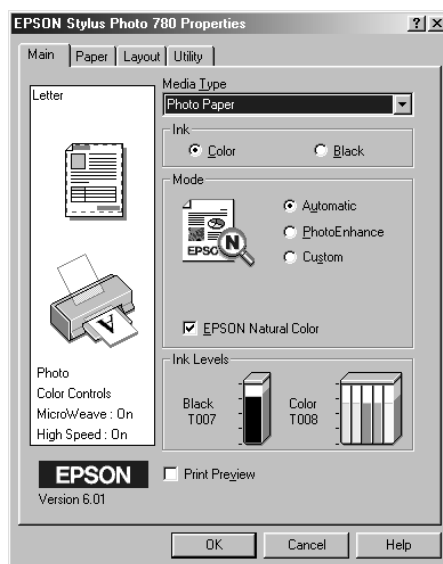 EPSON Stylus Photo 780 Properties
Main Paper Layout Utility
Letter
Photo
Color Controls
MicroWeave : On
High Speed : On
EPSON
Version 6.01
Media Type
Photo Paper
Ink
Color Black
Mode
EPSON
N
Automatic
PhotoEnhance
Custom
EPSON Natural Color
Ink Levels
Black
T007
Color
T008
Print Preview
OK Cancel Help